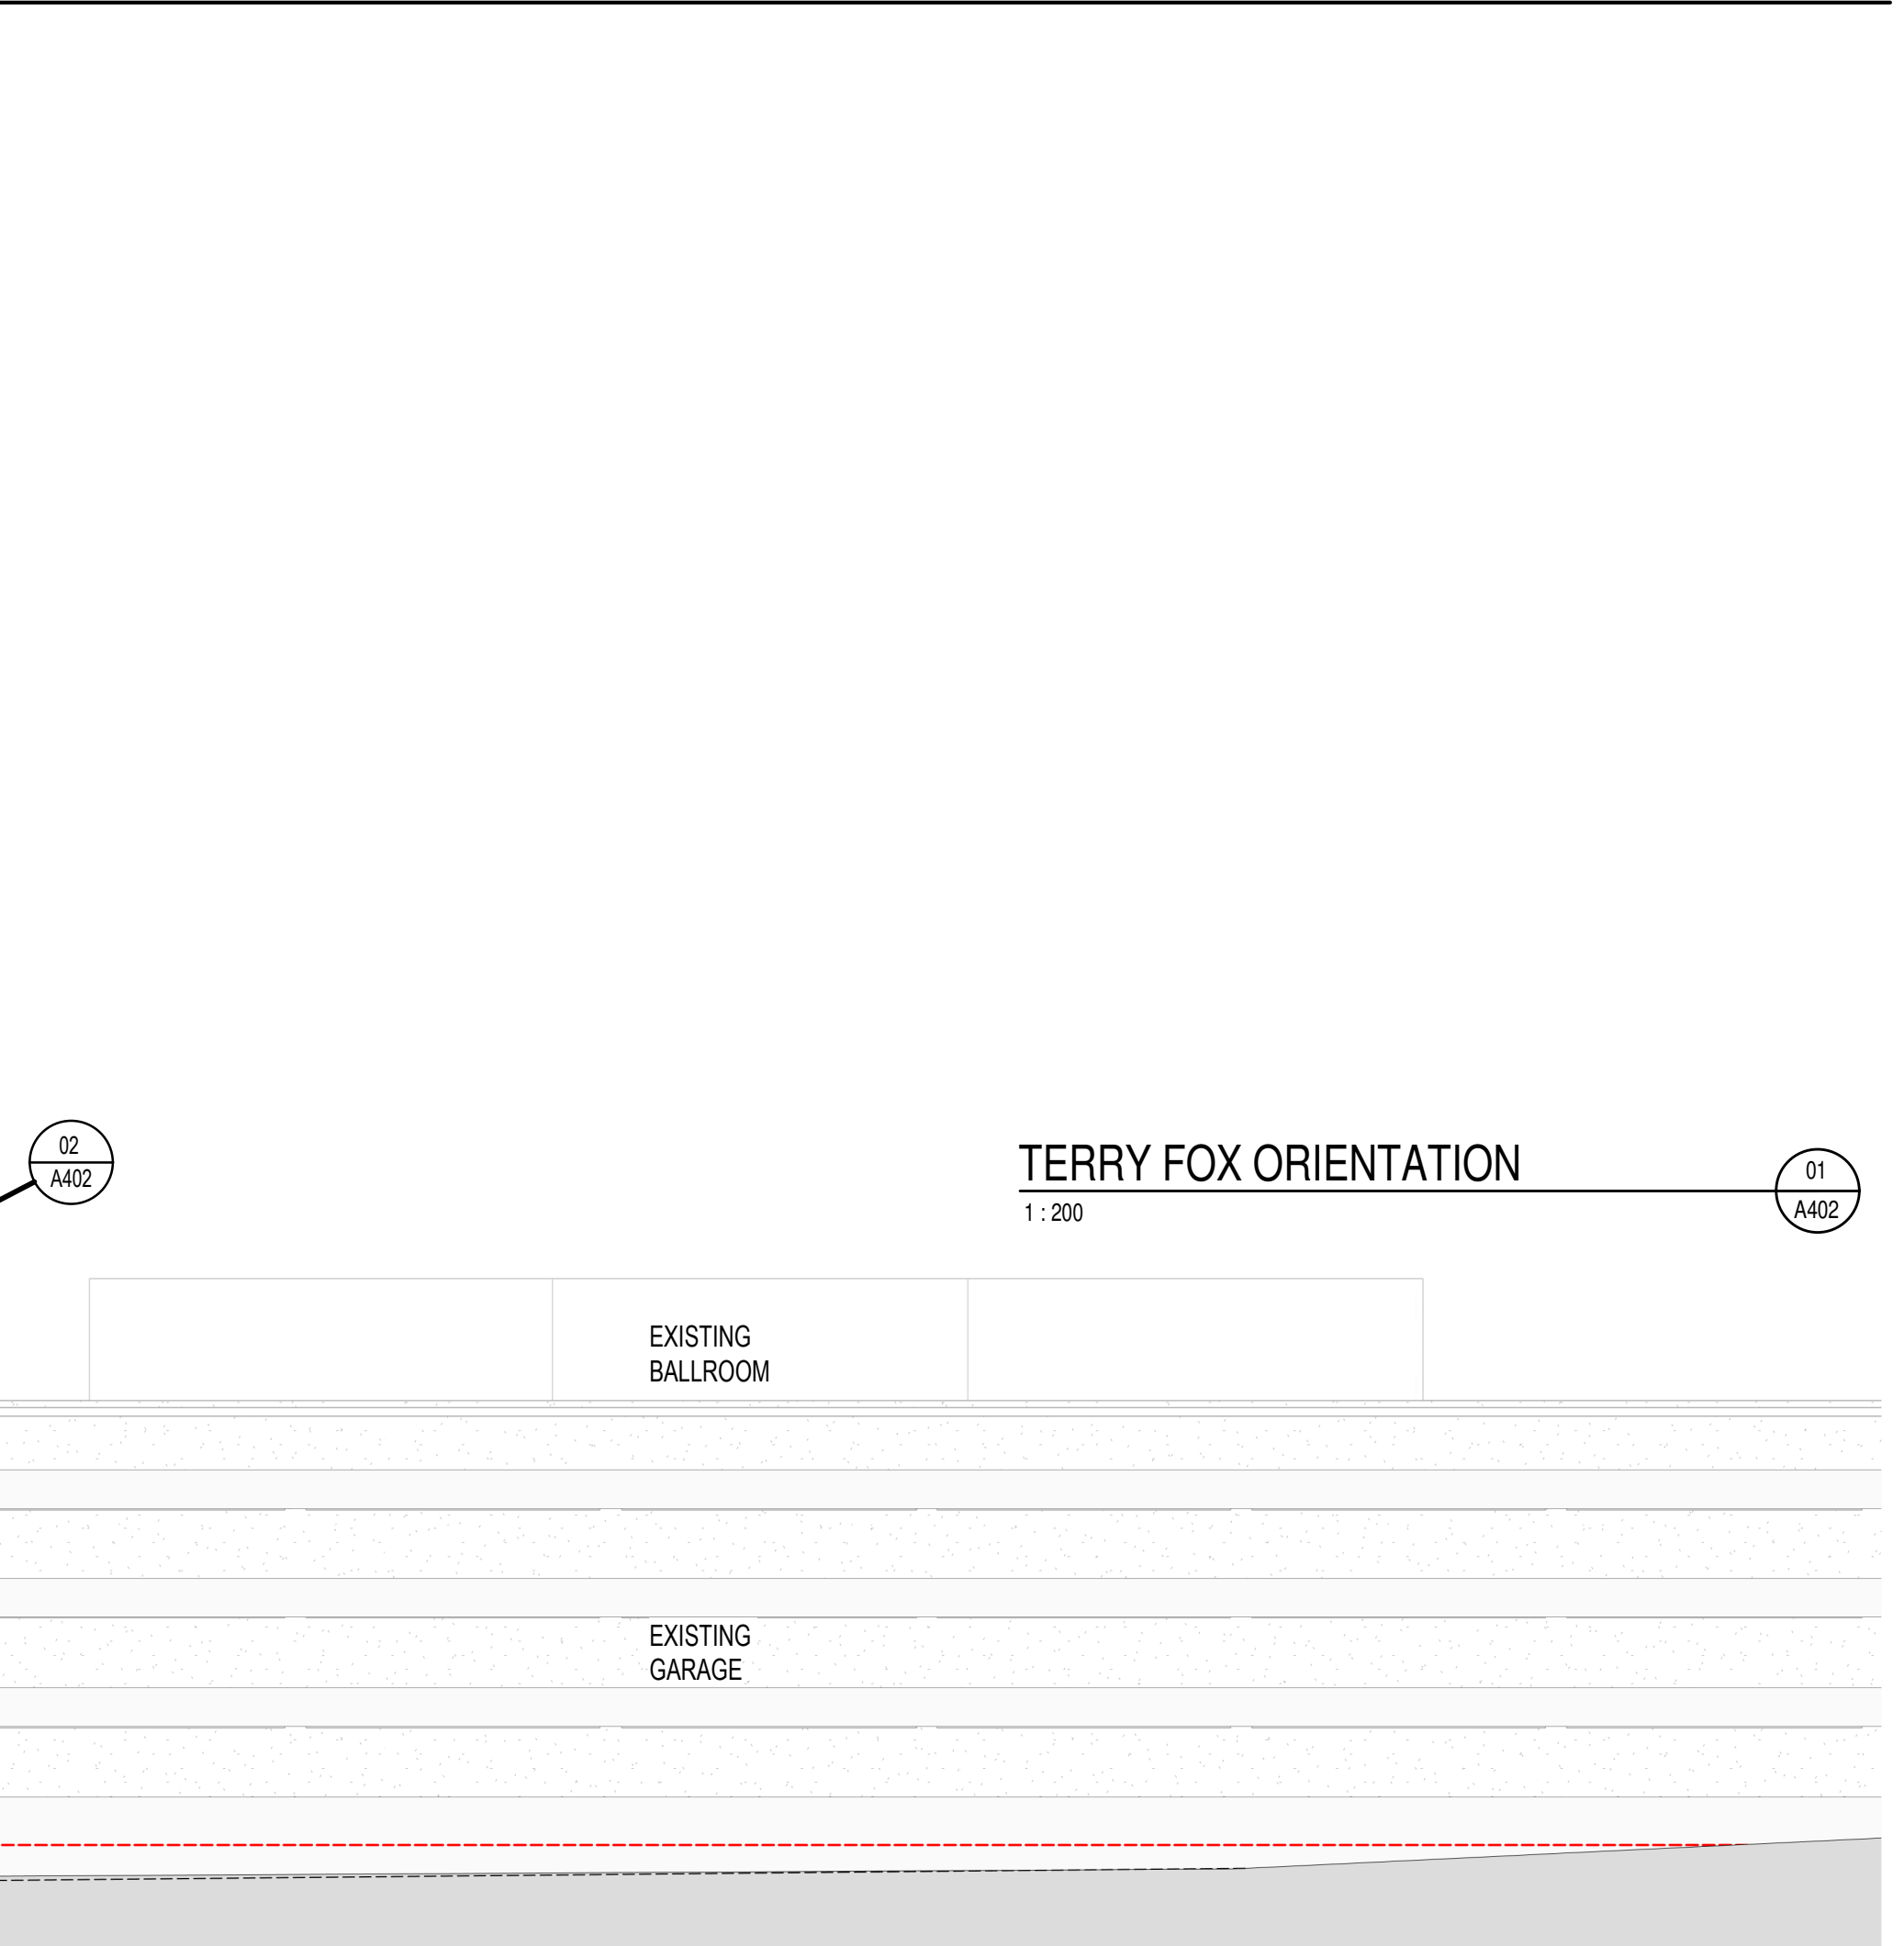 02
A402
TERRY FOX ORIENTATION
1 : 200
01
A402
EXISTING
BALLROOM
EXISTING
GARAGE